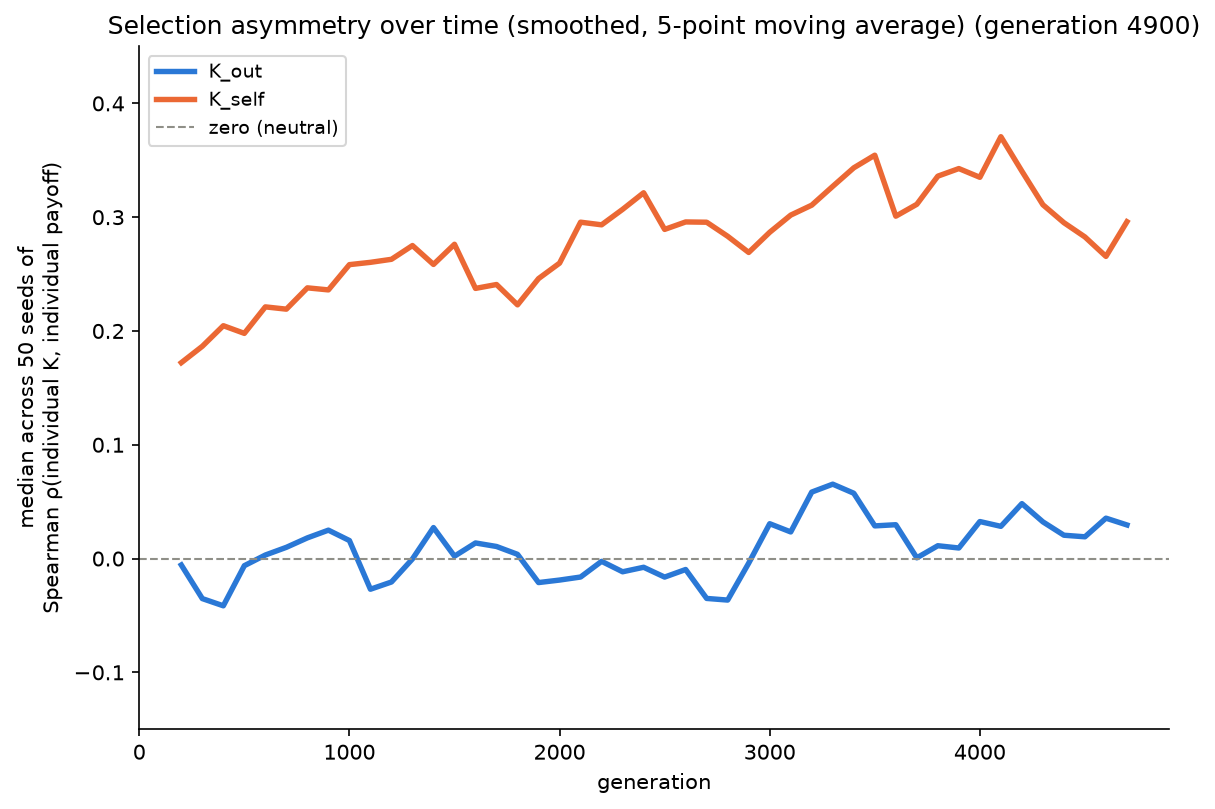 Selection asymmetry over time (smoothed, 5-point moving average) (generation 4900)
K_out
K_self
zero (neutral)
median across 50 seeds of
Spearman ρ(individual K, individual payoff)
0.4
0.3
0.2
0.1
0.0
−0.1
0
1000
2000
3000
4000
generation